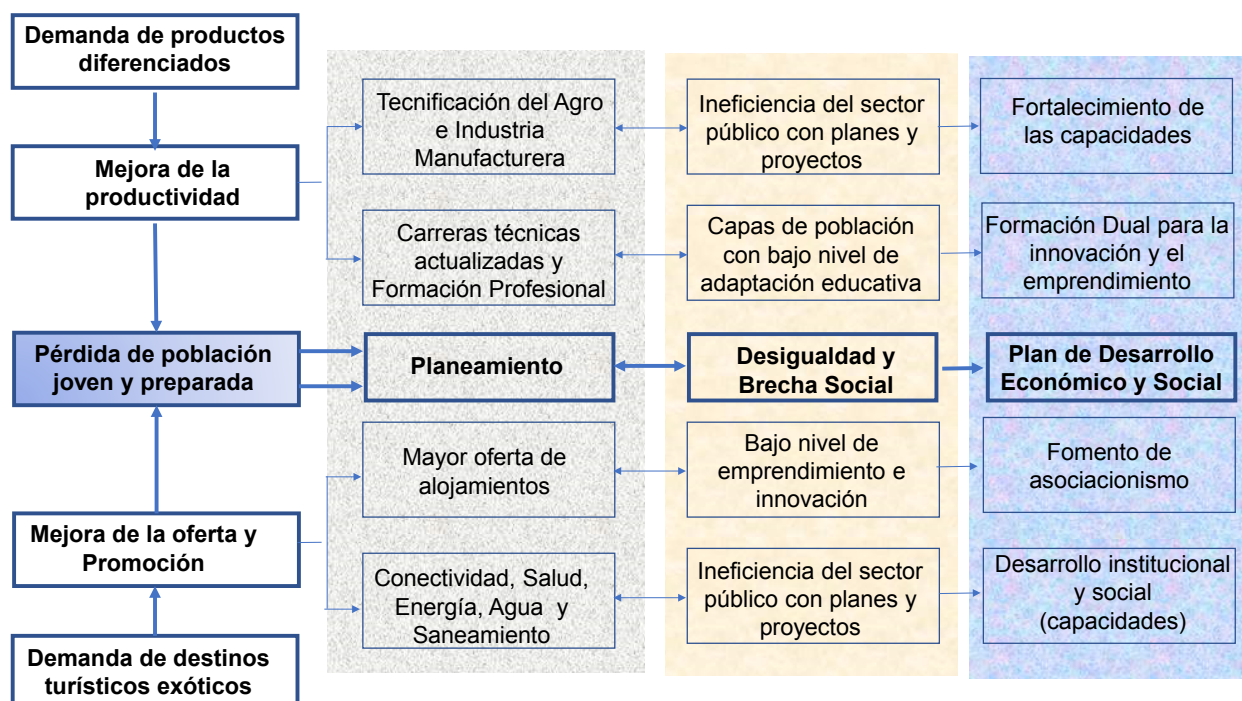 Demanda de productos
diferenciados
Mejora de la
productividad
Pérdida de población
joven y preparada
Mejora de la oferta y
Promoción
Demanda de destinos
turísticos exóticos
Tecnificación del Agro
e Industria
Manufacturera
Carreras técnicas
actualizadas y
Formación Profesional
Planeamiento
Mayor oferta de
alojamientos
Conectividad, Salud,
Energía, Agua y
Saneamiento
Ineficiencia del sector
público con planes y
proyectos
Capas de población
con bajo nivel de
adaptación educativa
Desigualdad y
Brecha Social
Bajo nivel de
emprendimiento e
innovación
Ineficiencia del sector
público con planes y
proyectos
Fortalecimiento de
las capacidades
Formación Dual para la
innovación y el
emprendimiento
Plan de Desarrollo
Económico y Social
Fomento de
asociacionismo
Desarrollo institucional
y social
(capacidades)